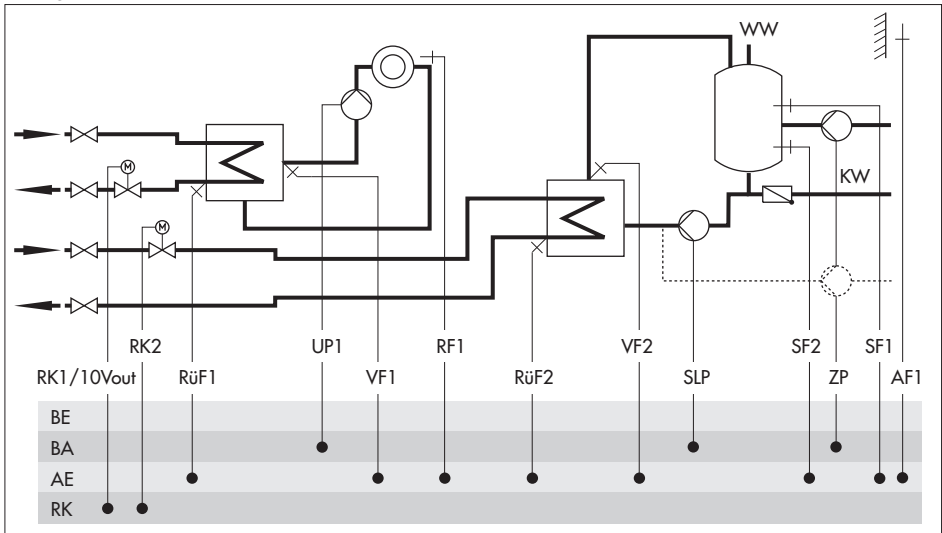 WW
M
KW
M
RK2 UP1 RF1 VF2 SF2 SF1
RK1/10Vout RüF1 VF1 RüF2 SLP ZP AF1
BE
BA
AE
RK